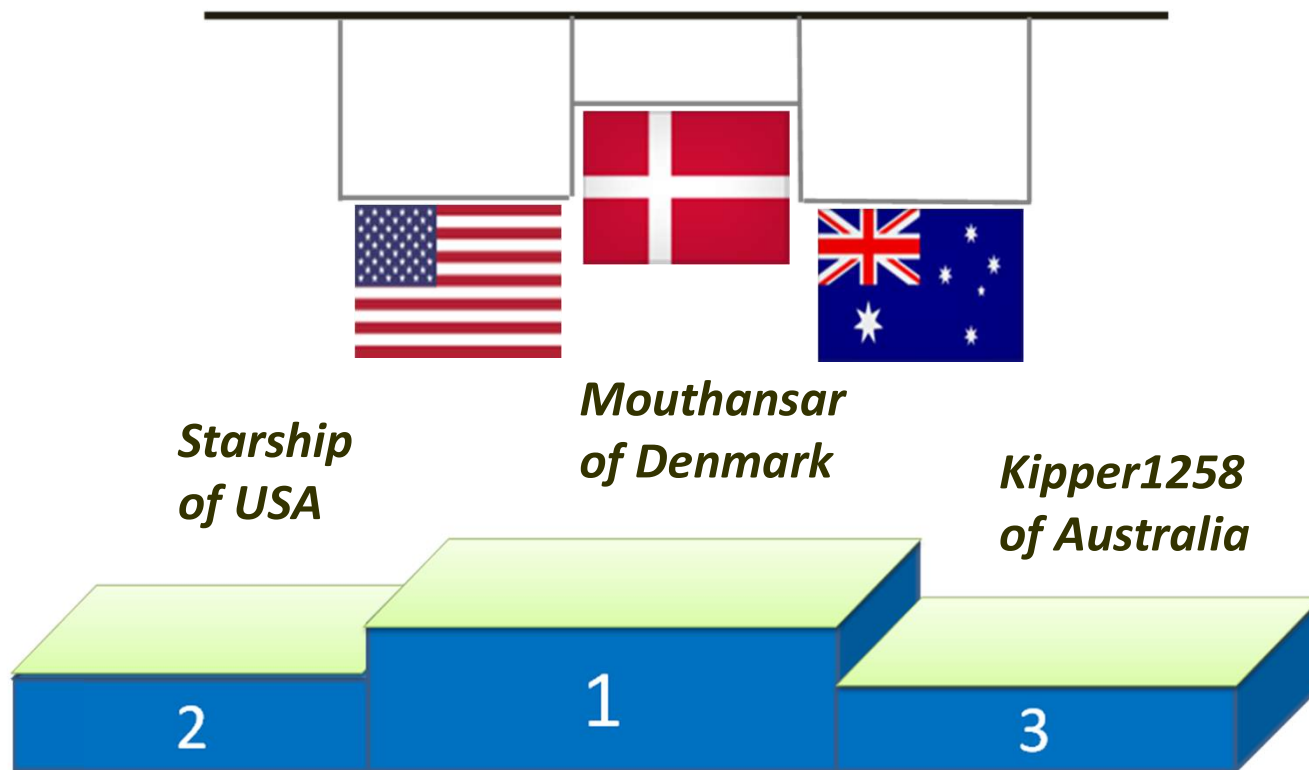 Mouthansar
of Denmark
Starship
of USA
Kipper1258
of Australia
1
2
3